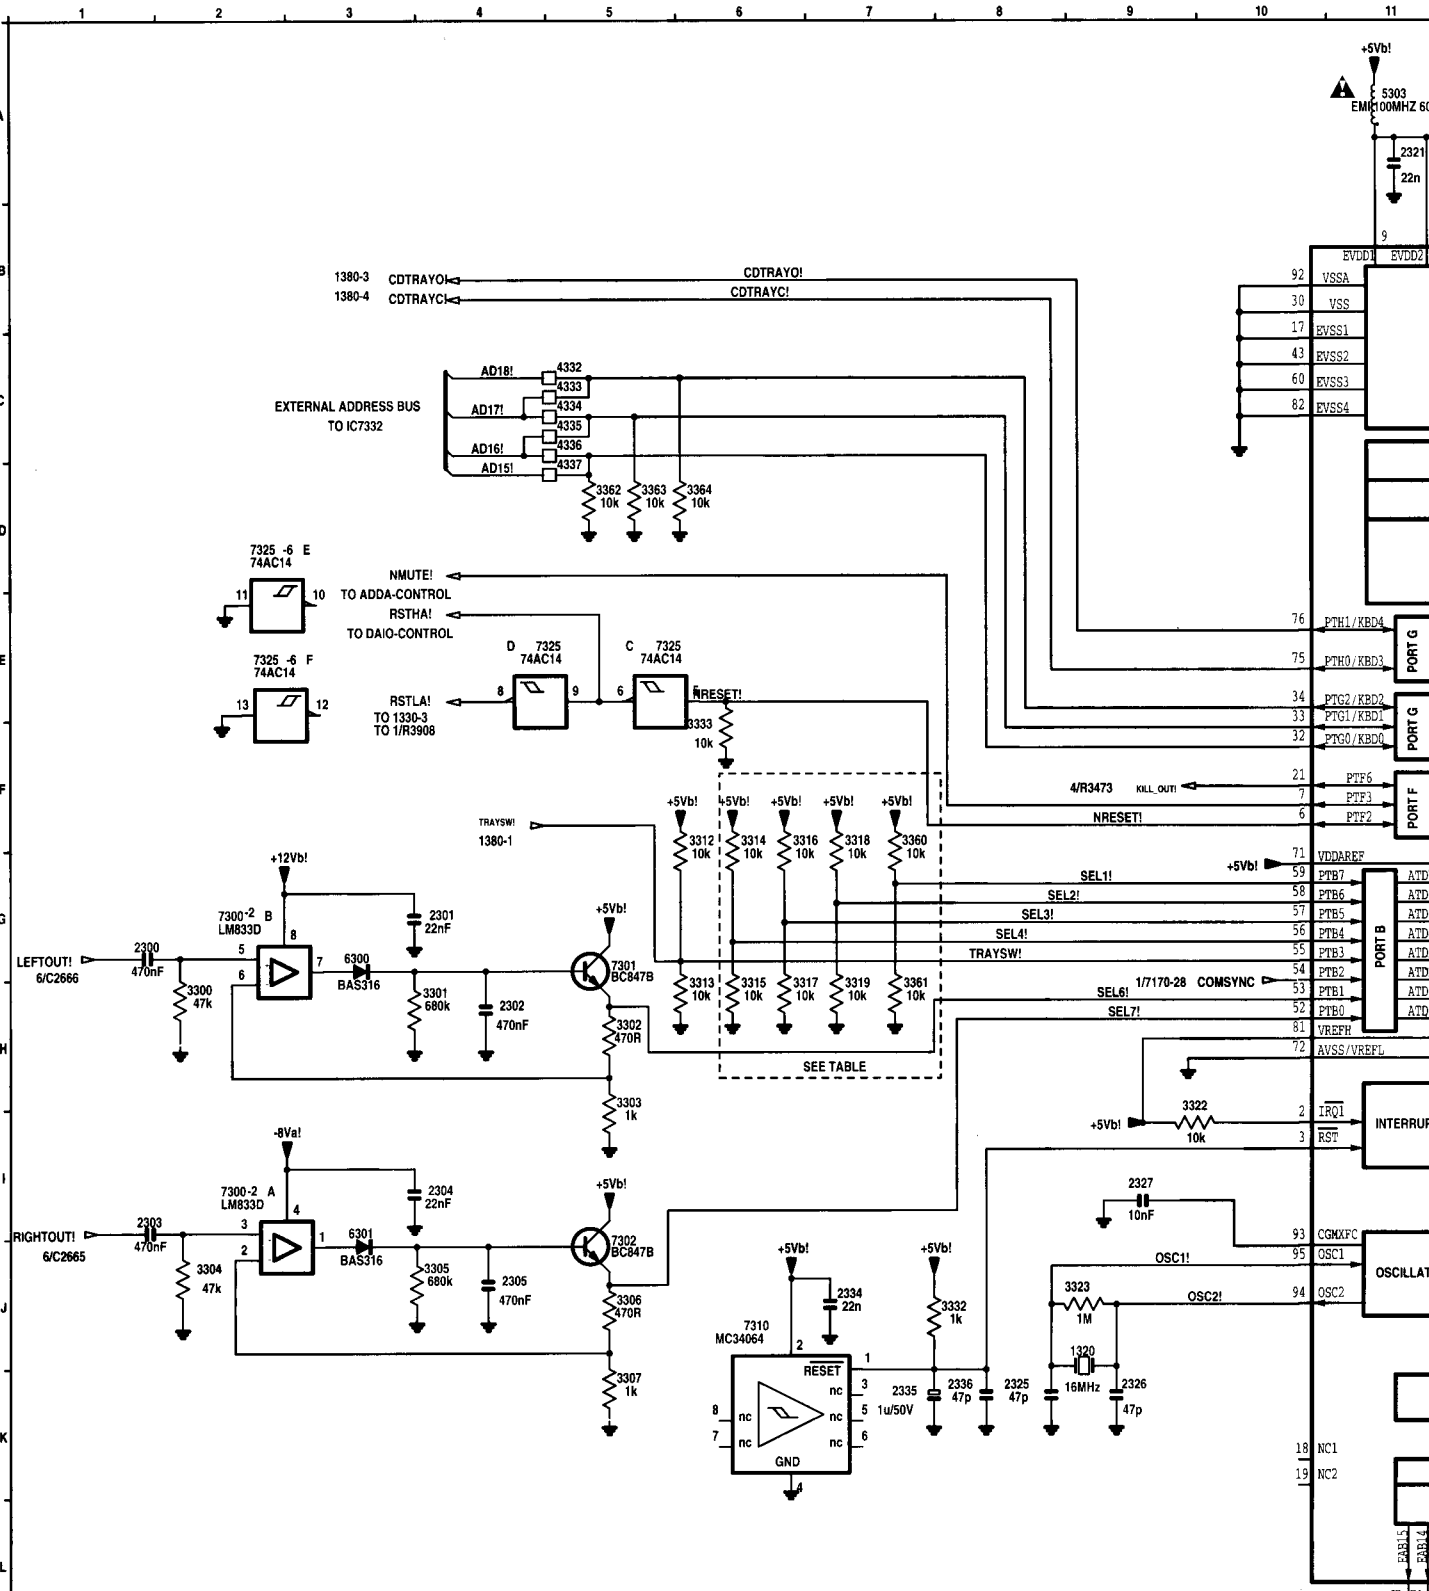 1 2 3 4 5 6 7 8 9 10 11
+5Vb!
A
5303
EMI100MHZ 60
2321
22n
9
EVDD1 EVDD2
B
1380-3 CDTRAYO! CDTRAYO!
1380-4 CDTRAYC! CDTRAYC!
92 VSSA
30 VSS
17 EVSS1
43 EVSS2
60 EVSS3
82 EVSS4
C
EXTERNAL ADDRESS BUS
TO IC7332
AD18! 4332
4333
AD17! 4334
4335
AD16! 4336
AD15! 4337
3362 3363 3364
10k 10k 10k
D
7325 -6 E
74AC14
11 10
NMUTE!
TO ADDA-CONTROL
RSTHA!
TO DAIO-CONTROL
E
7325 -6 F
74AC14
13 12
D 7325
74AC14
C 7325
74AC14
8 9 6 5
NRESET!
RSTLA!
TO 1330-3
TO 1/R3908
3333
10k
76 PTH1/KBD4
75 PTH0/KBD3
PORT G
34 PTG2/KBD2
33 PTG1/KBD1
32 PTG0/KBD0
PORT G
F
4/R3473 KILL_OUT!
21 PTF6
7 PTF3
NRESET! 6 PTF2
PORT F
TRAYSW!
1380-1
+5Vb! +5Vb! +5Vb! +5Vb! +5Vb!
3312 3314 3316 3318 3360
10k 10k 10k 10k 10k
+5Vb! 71 VDDAREF
SEL1! 59 PTB7 ATD
SEL2! 58 PTB6 ATD
SEL3! 57 PTB5 ATD
SEL4! 56 PTB4 ATD
TRAYSW! 55 PTB3 ATD
1/7170-28 COMSYNC 54 PTB2 ATD
SEL6! 53 PTB1 ATD
SEL7! 52 PTB0 ATD
PORT B
81 VREFH
72 AVSS/VREFL
3313 3315 3317 3319 3361
10k 10k 10k 10k 10k
SEE TABLE
G
+12Vb!
7300-2 B
LM833D
8
5
6
7
2301
22nF
+5Vb!
LEFTOUT!
6/C2666
2300
470nF
3300
47k
6300
BAS316
3301
680k
2302
470nF
7301
BC847B
3302
470R
H
3303
1k
+5Vb!
3322
10k
2 IRQ1
3 RST
INTERRUP
I
-8Va!
7300-2 A
LM833D
4
3
2
1
2304
22nF
+5Vb!
RIGHTOUT!
6/C2665
2303
470nF
3304
47k
6301
BAS316
3305
680k
2305
470nF
7302
BC847B
3306
470R
3307
1k
2327
10nF
93 CGMXFC
OSC1! 95 OSC1
OSC2! 94 OSC2
OSCILLAT
J
+5Vb!
2334
22n
+5Vb!
3332
1k
3323
1M
1320
16MHz
7310
MC34064
2
RESET 1
nc 3
8 nc nc 5
7 nc nc 6
GND
4
2335
1u/50V
2336
47p
2325
47p
2326
47p
K
18 NC1
19 NC2
EAB15
EAB14
L